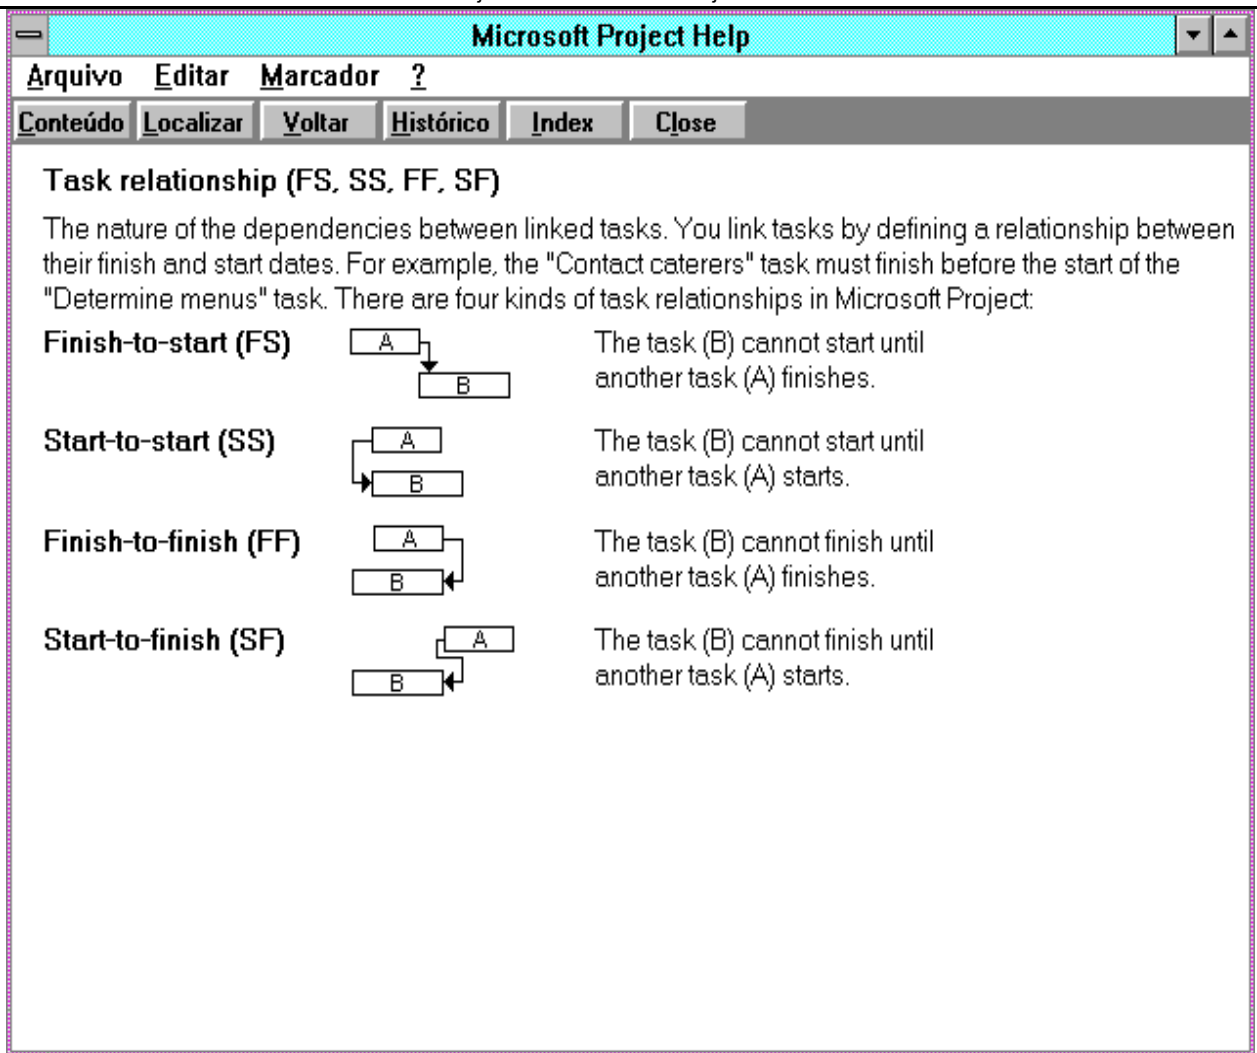 Microsoft Project Help
Arquivo Editar Marcador ?
Conteúdo Localizar Voltar Histórico Index Close
Task relationship (FS, SS, FF, SF)
The nature of the dependencies between linked tasks. You link tasks by defining a relationship between
their finish and start dates. For example, the "Contact caterers" task must finish before the start of the
"Determine menus" task. There are four kinds of task relationships in Microsoft Project:
Finish-to-start (FS) A The task (B) cannot start until
B another task (A) finishes.
Start-to-start (SS) A The task (B) cannot start until
B another task (A) starts.
Finish-to-finish (FF) A The task (B) cannot finish until
B another task (A) finishes.
Start-to-finish (SF) A The task (B) cannot finish until
B another task (A) starts.